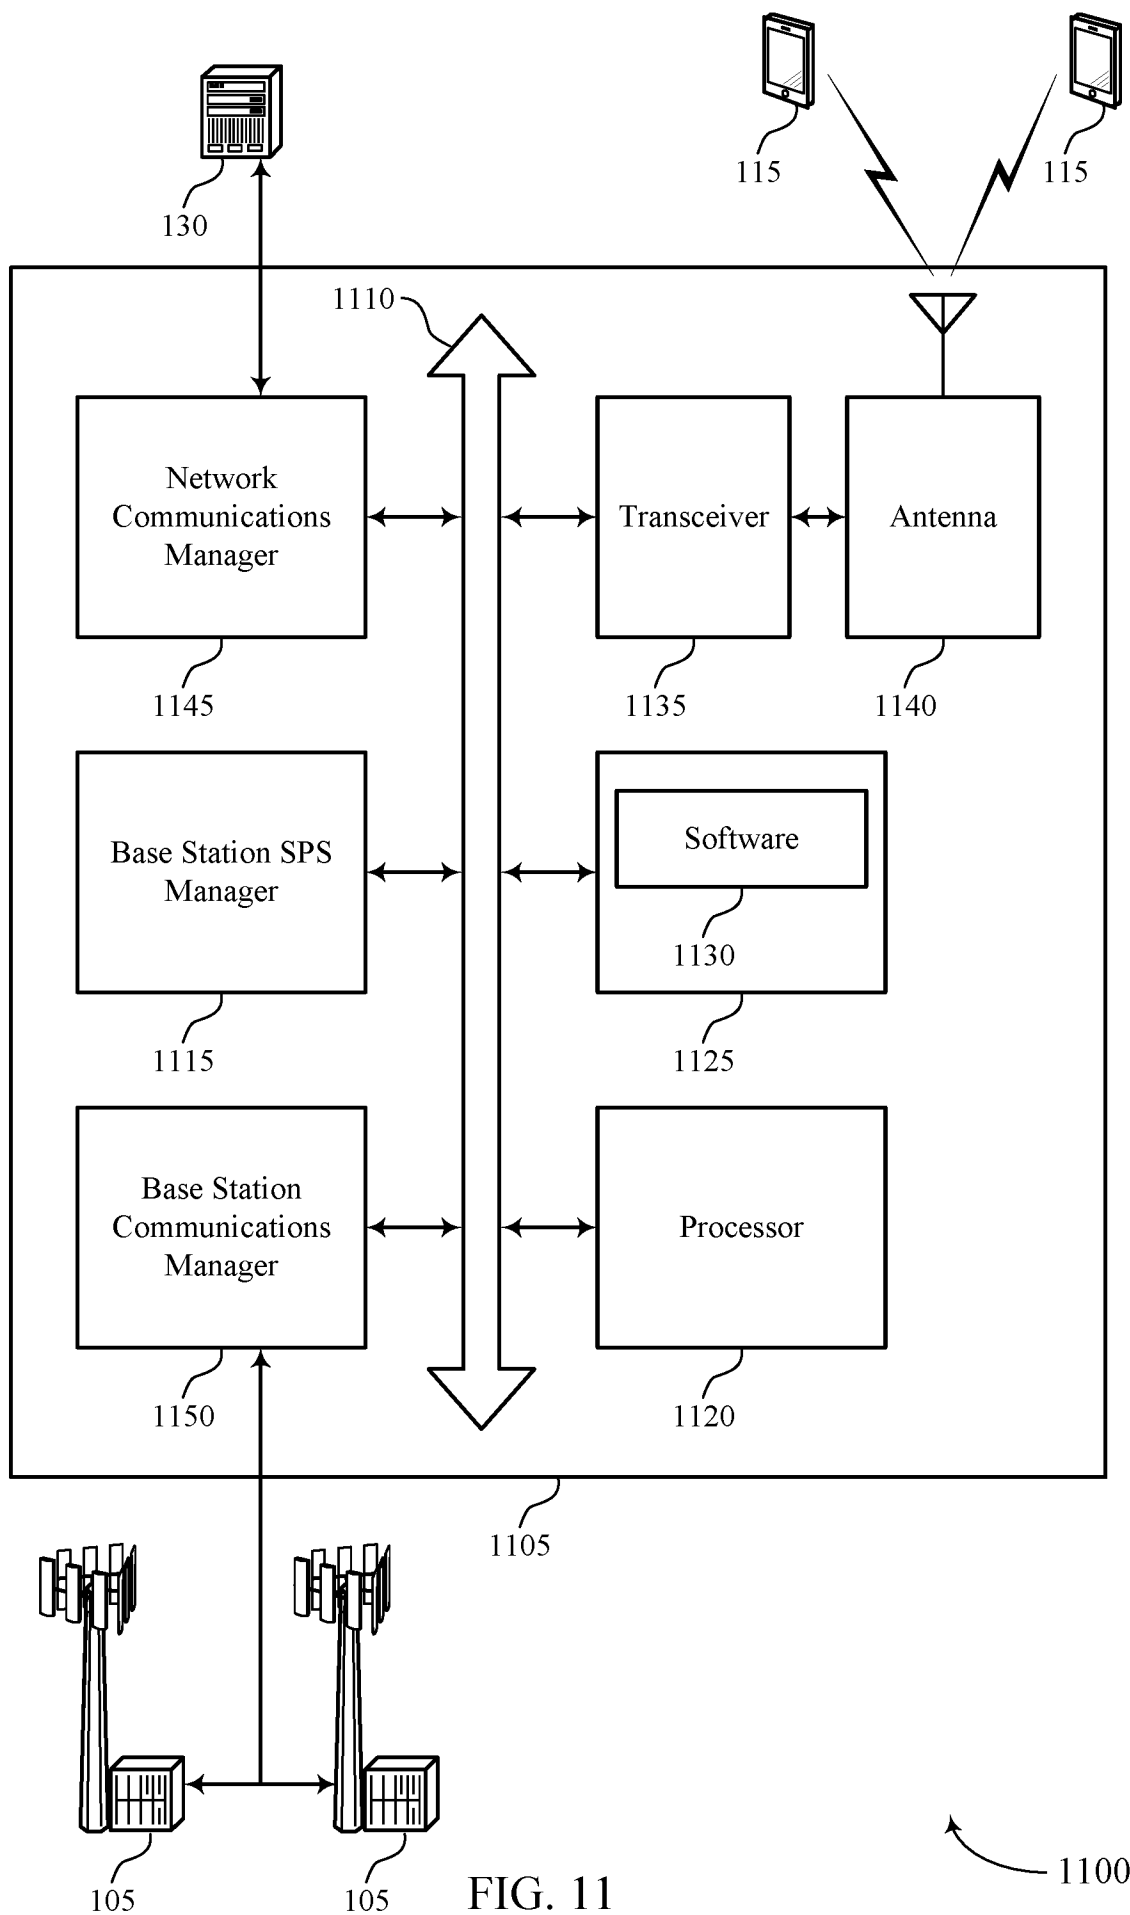 115
115
130
1110
Network
Communications
Manager
Transceiver
Antenna
1145
1135
1140
Base Station SPS
Manager
Software
1130
1115
1125
Base Station
Communications
Manager
Processor
1150
1120
1105
105
105
FIG. 11
1100